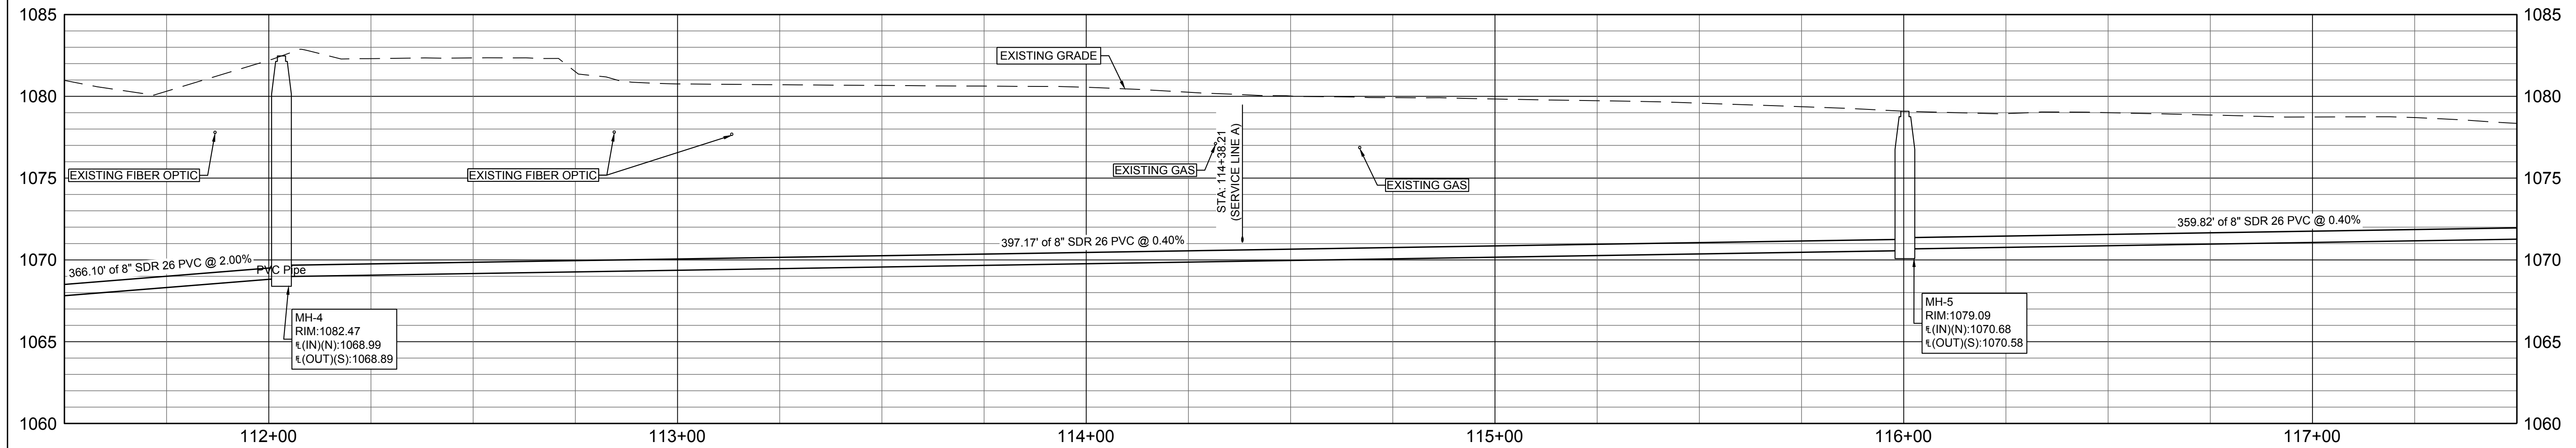 1085
1085
EXISTING GRADE
1080
1080
STA: 114+38.21
(SERVICE LINE A)
EXISTING FIBER OPTIC
EXISTING FIBER OPTIC
EXISTING GAS
EXISTING GAS
1075
1075
359.82' of 8" SDR 26 PVC @ 0.40%
397.17' of 8" SDR 26 PVC @ 0.40%
366.10' of 8" SDR 26 PVC @ 2.00%
PVC Pipe
1070
1070
MH-4
RIM:1082.47
℄(IN)(N):1068.99
℄(OUT)(S):1068.89
MH-5
RIM:1079.09
℄(IN)(N):1070.68
℄(OUT)(S):1070.58
1065
1065
1060
1060
112+00
113+00
114+00
115+00
116+00
117+00